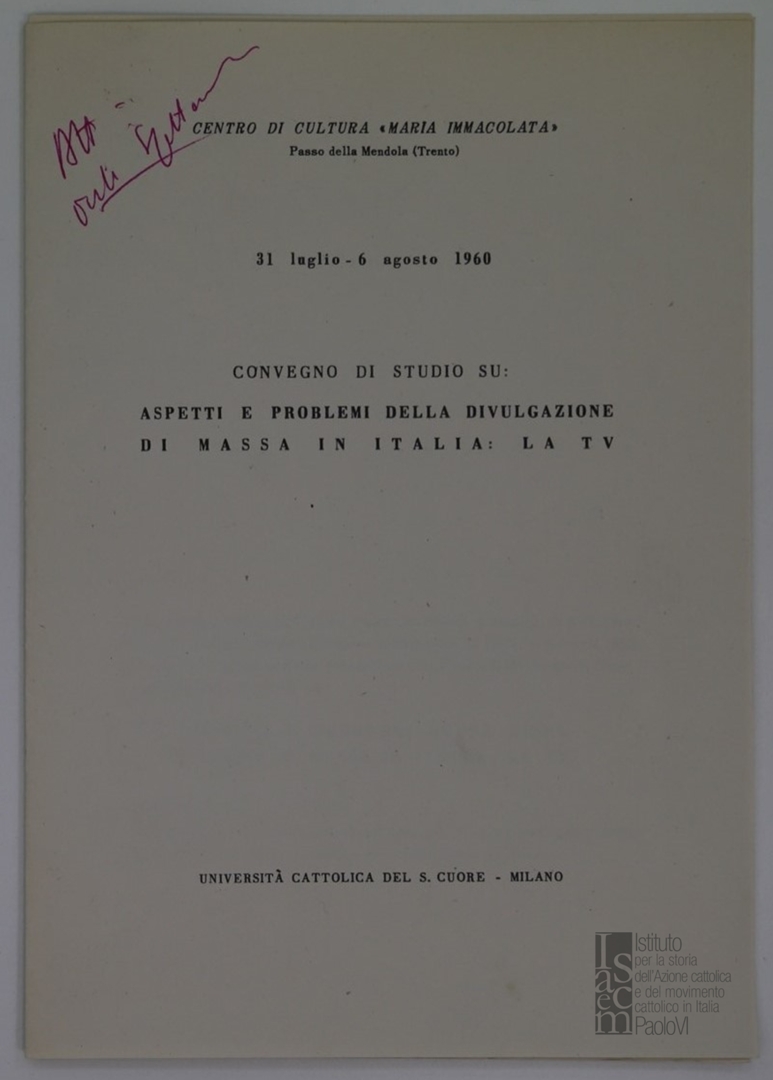 CENTRO DI CULTURA «MARIA IMMACOLATA»
Passo della Mendola (Trento)
31 luglio - 6 agosto 1960
CONVEGNO DI STUDIO SU:
ASPETTI E PROBLEMI DELLA DIVULGAZIONE
DI MASSA IN ITALIA: LA TV
UNIVERSITÀ CATTOLICA DEL S. CUORE - MILANO
Isacem
Istituto
per la storia
dell'Azione cattolica
e del movimento
cattolico in Italia
PaoloVI